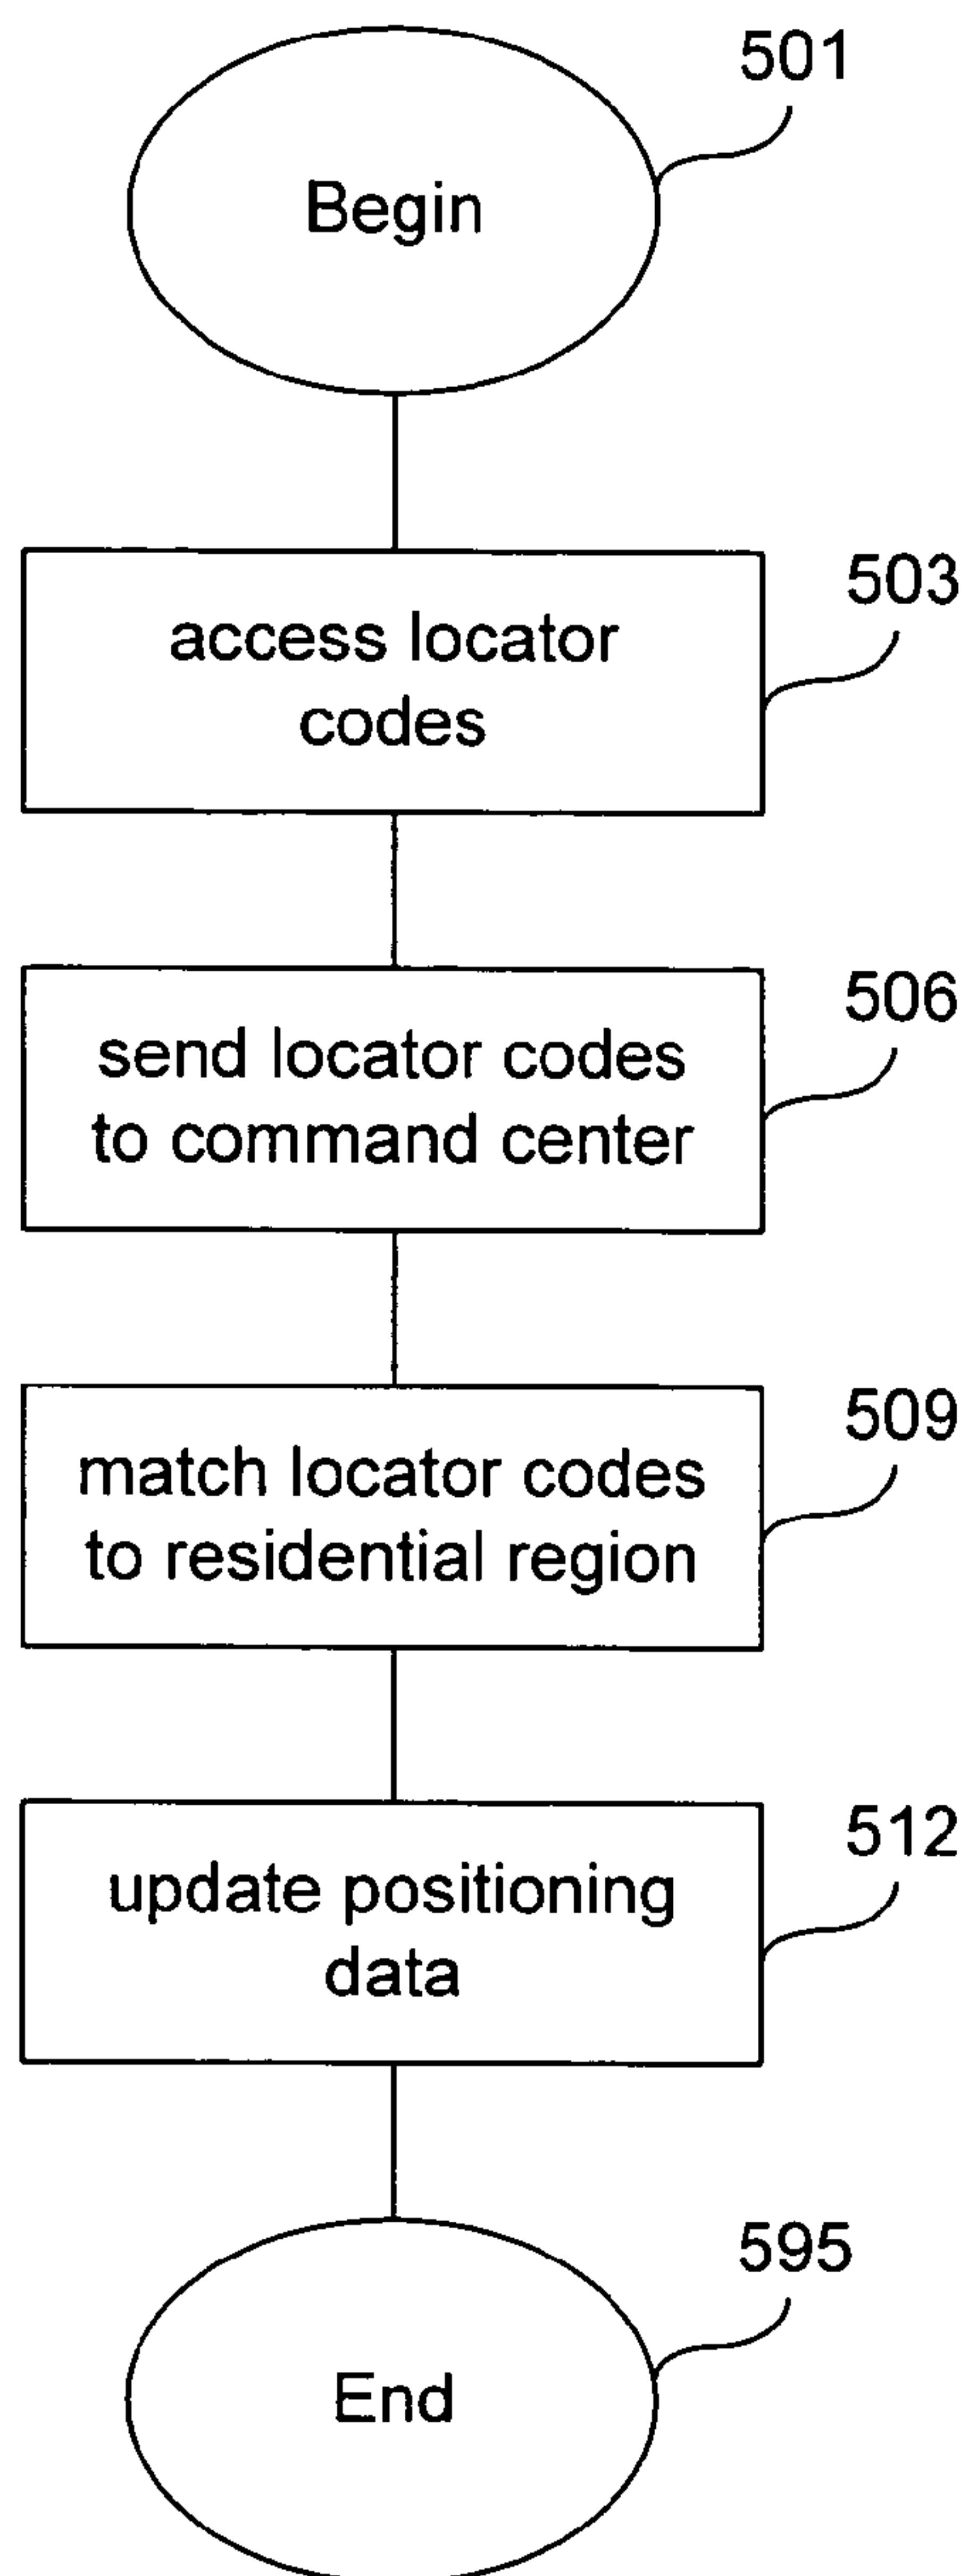 501
Begin
503
access locator
codes
506
send locator codes
to command center
509
match locator codes
to residential region
512
update positioning
data
595
End